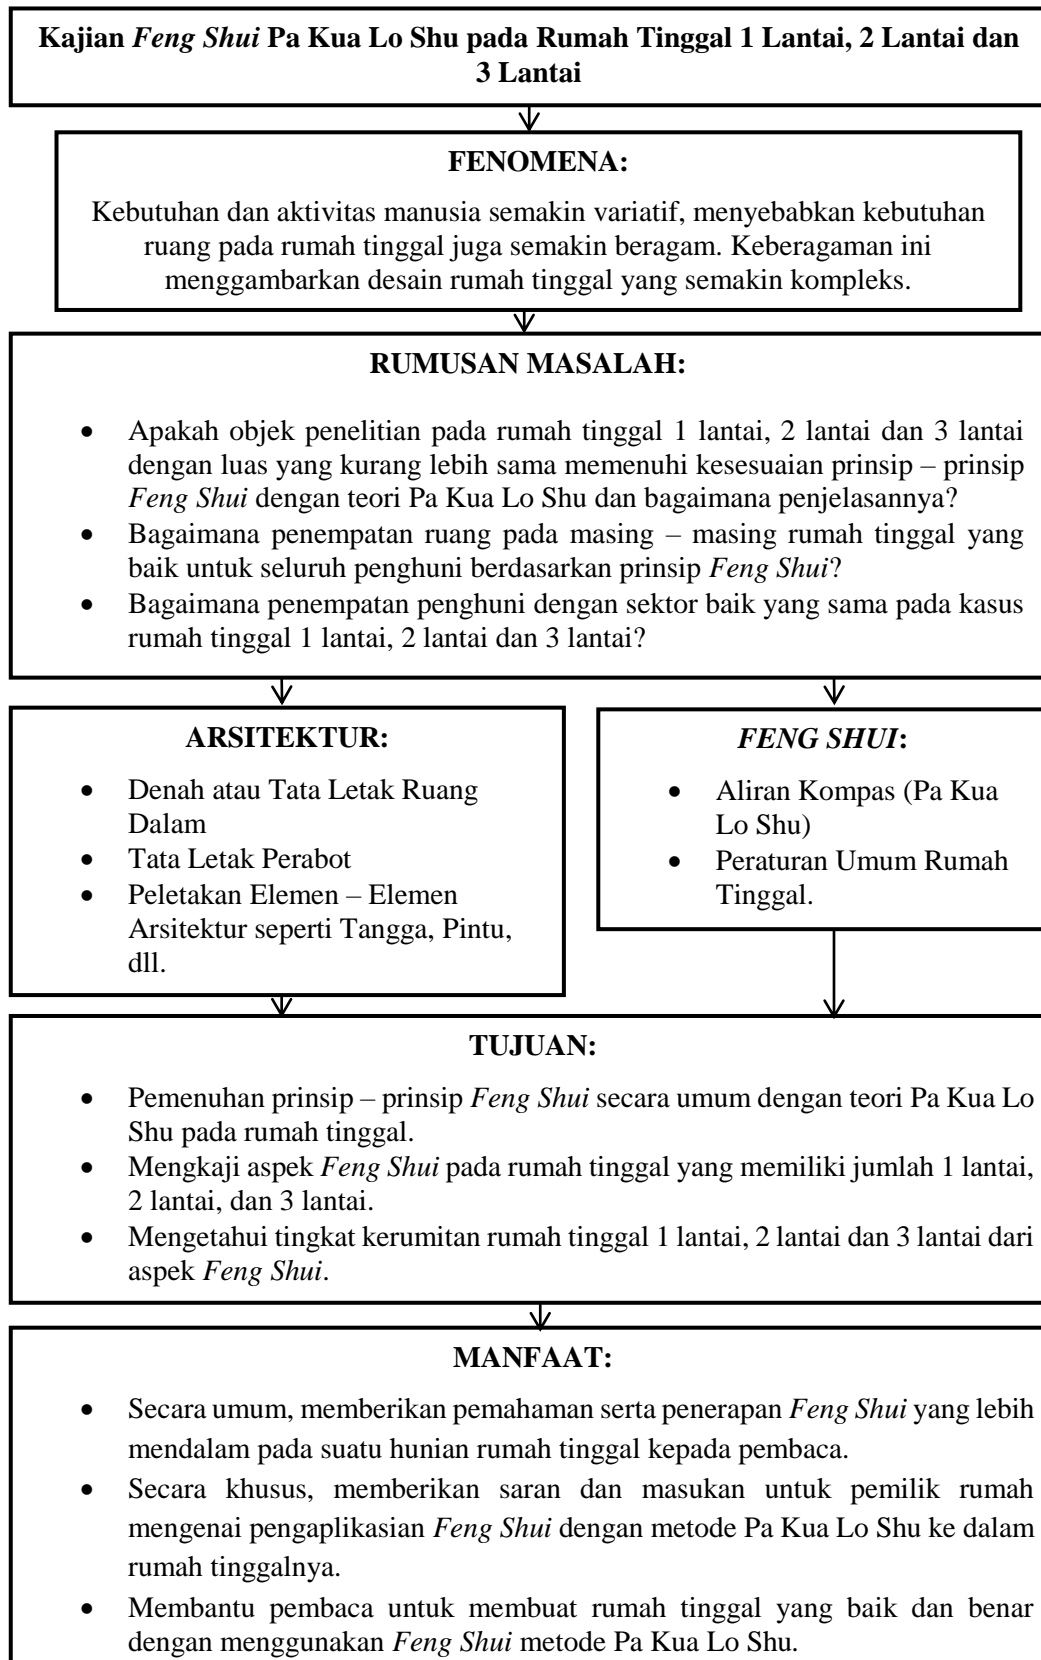 Kajian Feng Shui Pa Kua Lo Shu pada Rumah Tinggal 1 Lantai, 2 Lantai dan
3 Lantai
FENOMENA:
Kebutuhan dan aktivitas manusia semakin variatif, menyebabkan kebutuhan
ruang pada rumah tinggal juga semakin beragam. Keberagaman ini
menggambarkan desain rumah tinggal yang semakin kompleks.
RUMUSAN MASALAH:
• Apakah objek penelitian pada rumah tinggal 1 lantai, 2 lantai dan 3 lantai
dengan luas yang kurang lebih sama memenuhi kesesuaian prinsip – prinsip
Feng Shui dengan teori Pa Kua Lo Shu dan bagaimana penjelasannya?
• Bagaimana penempatan ruang pada masing – masing rumah tinggal yang
baik untuk seluruh penghuni berdasarkan prinsip Feng Shui?
• Bagaimana penempatan penghuni dengan sektor baik yang sama pada kasus
rumah tinggal 1 lantai, 2 lantai dan 3 lantai?
ARSITEKTUR:
• Denah atau Tata Letak Ruang
Dalam
• Tata Letak Perabot
• Peletakan Elemen – Elemen
Arsitektur seperti Tangga, Pintu,
dll.
FENG SHUI:
• Aliran Kompas (Pa Kua
Lo Shu)
• Peraturan Umum Rumah
Tinggal.
TUJUAN:
• Pemenuhan prinsip – prinsip Feng Shui secara umum dengan teori Pa Kua Lo
Shu pada rumah tinggal.
• Mengkaji aspek Feng Shui pada rumah tinggal yang memiliki jumlah 1 lantai,
2 lantai, dan 3 lantai.
• Mengetahui tingkat kerumitan rumah tinggal 1 lantai, 2 lantai dan 3 lantai dari
aspek Feng Shui.
MANFAAT:
• Secara umum, memberikan pemahaman serta penerapan Feng Shui yang lebih
mendalam pada suatu hunian rumah tinggal kepada pembaca.
• Secara khusus, memberikan saran dan masukan untuk pemilik rumah
mengenai pengaplikasian Feng Shui dengan metode Pa Kua Lo Shu ke dalam
rumah tinggalnya.
• Membantu pembaca untuk membuat rumah tinggal yang baik dan benar
dengan menggunakan Feng Shui metode Pa Kua Lo Shu.